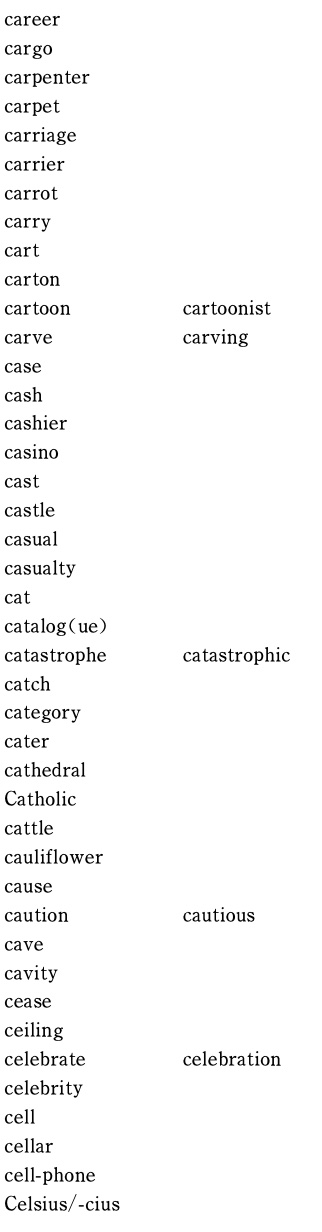 career
cargo
carpenter
carpet
carriage
carrier
carrot
carry
cart
carton
cartoon cartoonist
carve carving
case
cash
cashier
casino
cast
castle
casual
casualty
cat
catalog(ue)
catastrophe catastrophic
catch
category
cater
cathedral
Catholic
cattle
cauliflower
cause
caution cautious
cave
cavity
cease
ceiling
celebrate celebration
celebrity
cell
cellar
cell-phone
Celsius/-cius